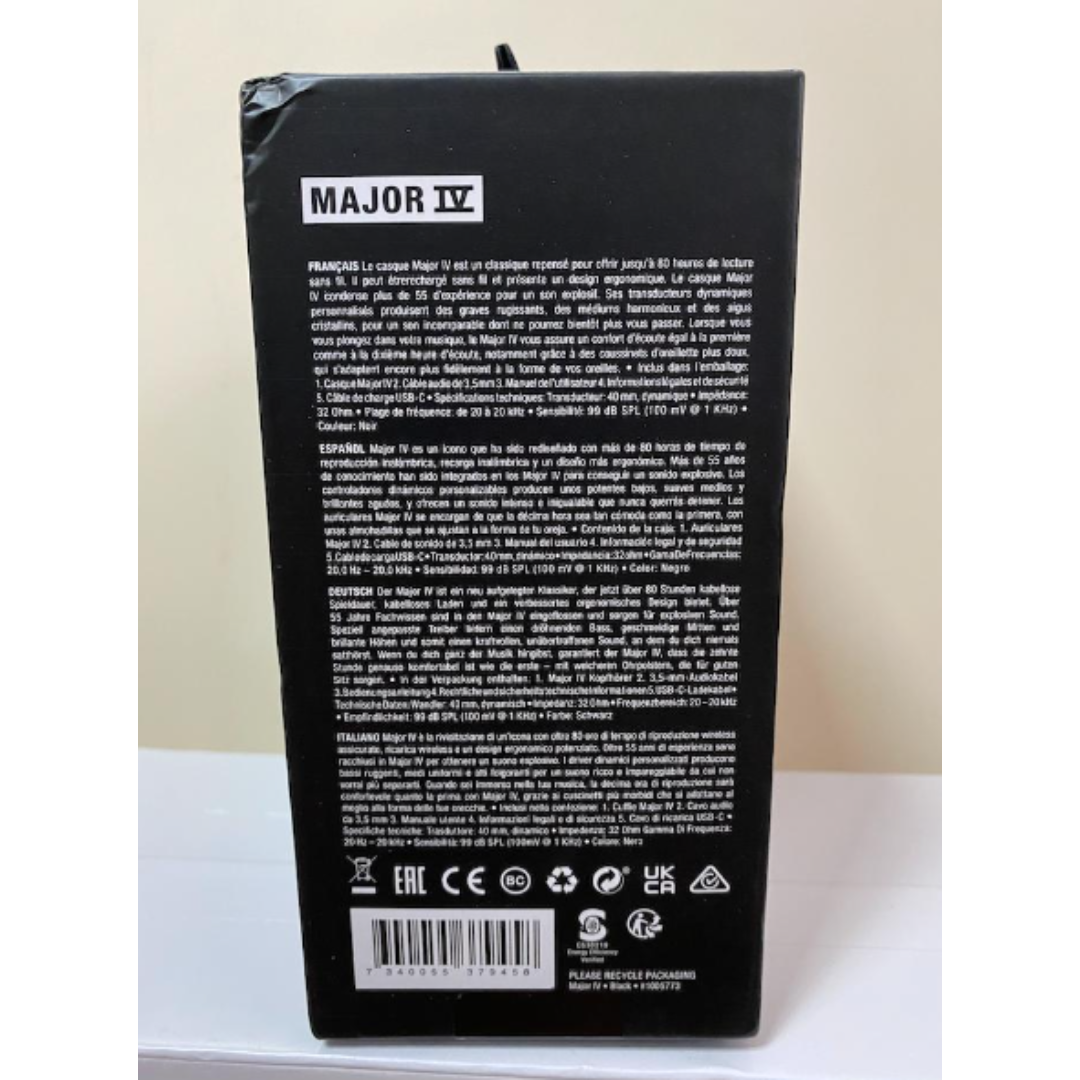 MAJOR IV
FRANÇAIS Le casque Major IV est un classique repensé pour offrir jusqu'à 80 heures de lecture
sans fil. Il peut êtrerechargé sans fil et présente un design ergonomique. Le casque Major
IV condense plus de 55 d'expérience pour un son explosif. Ses transducteurs dynamiques
personnalisés produisent des graves rugissants, des médiums harmonieux et des aigus
cristallins, pour un son incomparable dont ne pourrez bientôt plus vous passer. Lorsque vous
vous plongez dans votre musique, le Major IV vous assure un confort d'écoute égal à la première
comme à la dixième heure d'écoute, notamment grâce à des coussinets d'oreillette plus doux,
qui s'adaptent encore plus fidèlement à la forme de vos oreilles. • Inclus dans l'emballage:
1. Casque Major IV 2. Câble audio de 3,5 mm 3. Manuel de l'utilisateur 4. Informations légales et de sécurité
5. Câble de charge USB-C • Spécifications techniques: Transducteur: 40 mm, dynamique • Impédance:
32 Ohm • Plage de fréquence: de 20 à 20 kHz • Sensibilité: 99 dB SPL (100 mV @ 1 KHz) •
Couleur: Noir
ESPAÑOL Major IV es un icono que ha sido rediseñado con más de 80 horas de tiempo de
reproducción inalámbrica, recarga inalámbrica y un diseño más ergonómico. Más de 55 años
de conocimiento han sido integrados en los Major IV para conseguir un sonido explosivo. Los
controladores dinámicos personalizables producen unos potentes bajos, suaves medios y
brillantes agudos, y ofrecen un sonido intenso e inigualable que nunca querrás detener. Los
auriculares Major IV se encargan de que la décima hora sea tan cómoda como la primera, con
unas almohadillas que se ajustan a la forma de tu oreja. • Contenido de la caja: 1. Auriculares
Major IV 2. Cable de sonido de 3,5 mm 3. Manual del usuario 4. Información legal y de seguridad
5. Cable de carga USB-C • Transductor: 40 mm, dinámico • Impedancia: 32 ohm • Gama De Frecuencias:
20,0 Hz – 20,0 kHz • Sensibilidad: 99 dB SPL (100 mV @ 1 KHz) • Color: Negro
DEUTSCH Der Major IV ist ein neu aufgelegter Klassiker, der jetzt über 80 Stunden kabellose
Spieldauer, kabelloses Laden und ein verbessertes ergonomisches Design bietet. Über
55 Jahre Fachwissen sind in den Major IV eingeflossen und sorgen für explosiven Sound.
Speziell angepasste Treiber liefern einen dröhnenden Bass, geschmeidige Mitten und
brillante Höhen und somit einen kraftvollen, unübertroffenen Sound, an dem du dich niemals
satthörst. Wenn du dich ganz der Musik hingibst, garantiert der Major IV, dass die zehnte
Stunde genauso komfortabel ist wie die erste – mit weicheren Ohrpolstern, die für guten
Sitz sorgen. • In der Verpackung enthalten: 1. Major IV Kopfhörer 2. 3,5-mm-Audiokabel
3. Bedienungsanleitung 4. Rechtliche und sicherheitstechnische Informationen 5. USB-C-Ladekabel •
Technische Daten: Wandler: 40 mm, dynamisch • Impedanz: 32 Ohm • Frequenzbereich: 20–20 kHz
• Empfindlichkeit: 99 dB SPL (100 mV @ 1 KHz) • Farbe: Schwarz
ITALIANO Major IV è la rivisitazione di un'icona con oltre 80 ore di tempo di riproduzione wireless
assicurate, ricarica wireless e un design ergonomico potenziato. Oltre 55 anni di esperienza sono
racchiusi in Major IV per ottenere un suono esplosivo. I driver dinamici personalizzati producono
bassi ruggenti, medi uniformi e alti folgoranti per un suono ricco e impareggiabile da cui non
vorrai più separarti. Quando sei immerso nella tua musica, la decima ora di riproduzione sarà
confortevole quanto la prima con Major IV, grazie ai cuscinetti più morbidi che si adattano al
meglio alla forma delle tue orecchie. • Inclusi nella confezione: 1. Cuffie Major IV 2. Cavo audio
da 3,5 mm 3. Manuale utente 4. Informazioni legali e di sicurezza 5. Cavo di ricarica USB-C •
Specifiche tecniche: Trasduttore: 40 mm, dinamico • Impedenza: 32 Ohm Gamma Di Frequenza:
20 Hz – 20 kHz • Sensibilità: 99 dB SPL (100mV @ 1 KHz) • Colore: Nero
EAC CE BC UK CA
7 340055 379458
Energy Efficiency
Verified
PLEASE RECYCLE PACKAGING
Major IV • Black • #1005773